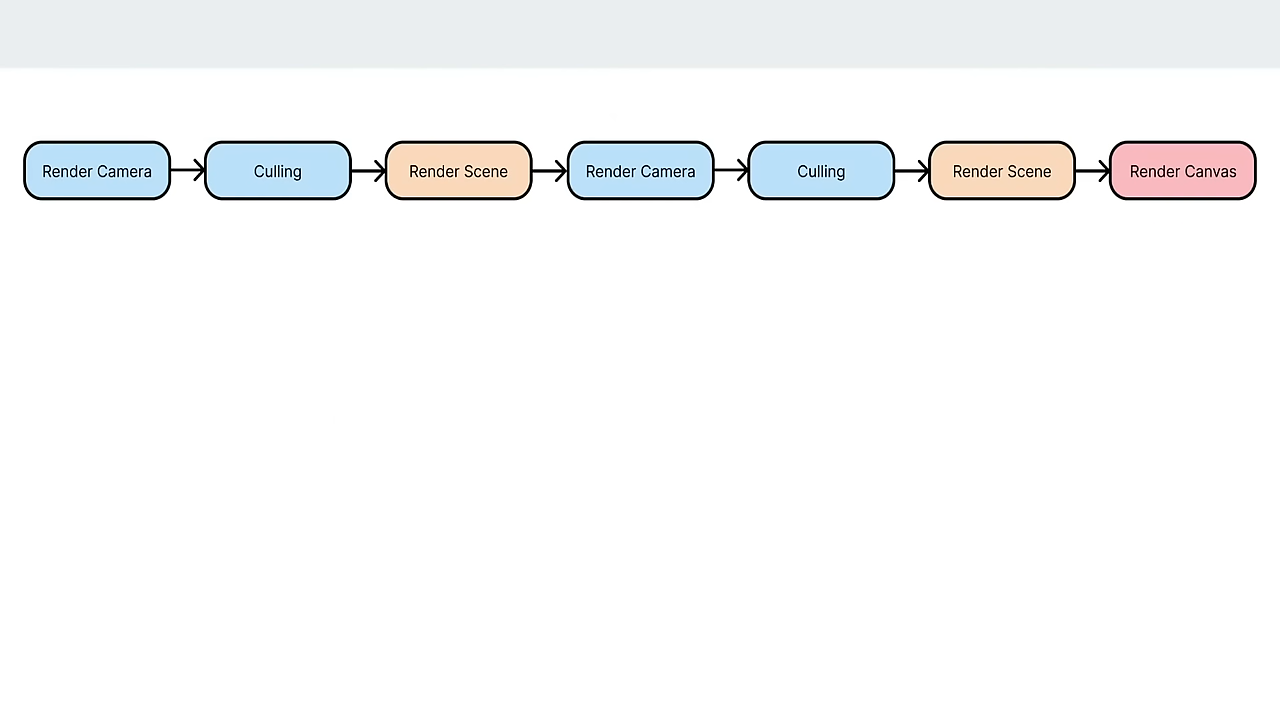 Render Camera
Culling
Render Scene
Render Camera
Culling
Render Scene
Render Canvas